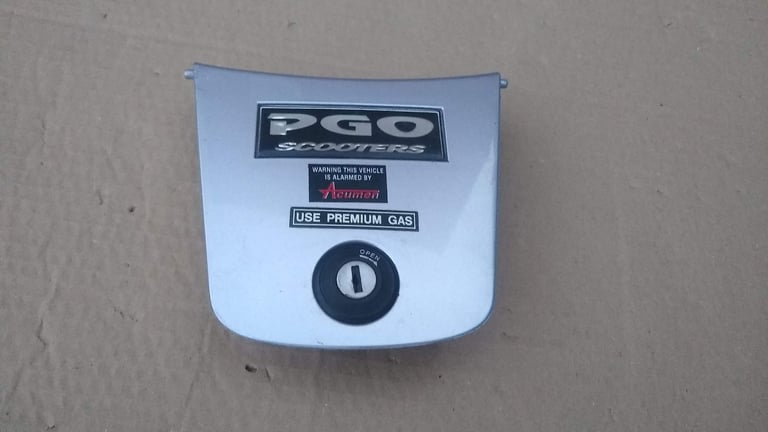 PGO
SCOOTERS
WARNING THIS VEHICLE
IS ALARMED BY
Acumen
USE PREMIUM GAS
OPEN